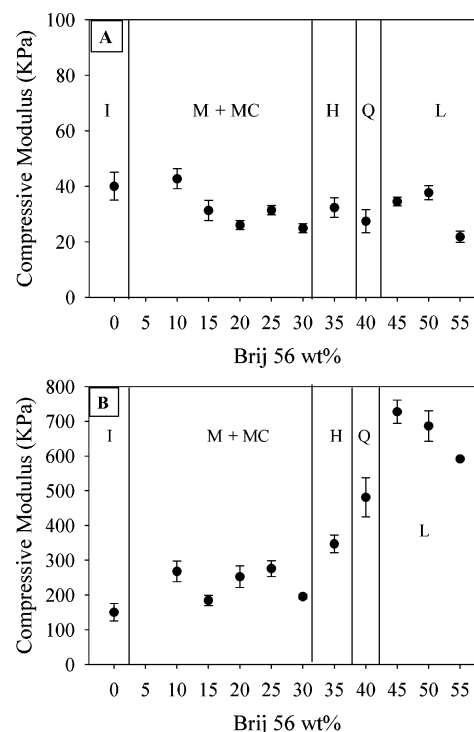 A
Compressive Modulus (KPa)
100
80
60
40
20
0
I
M + MC
H
Q
L
0 5 10 15 20 25 30 35 40 45 50 55
Brij 56 wt%
B
Compressive Modulus (KPa)
800
700
600
500
400
300
200
100
0
I
M + MC
H
Q
L
0 5 10 15 20 25 30 35 40 45 50 55
Brij 56 wt%